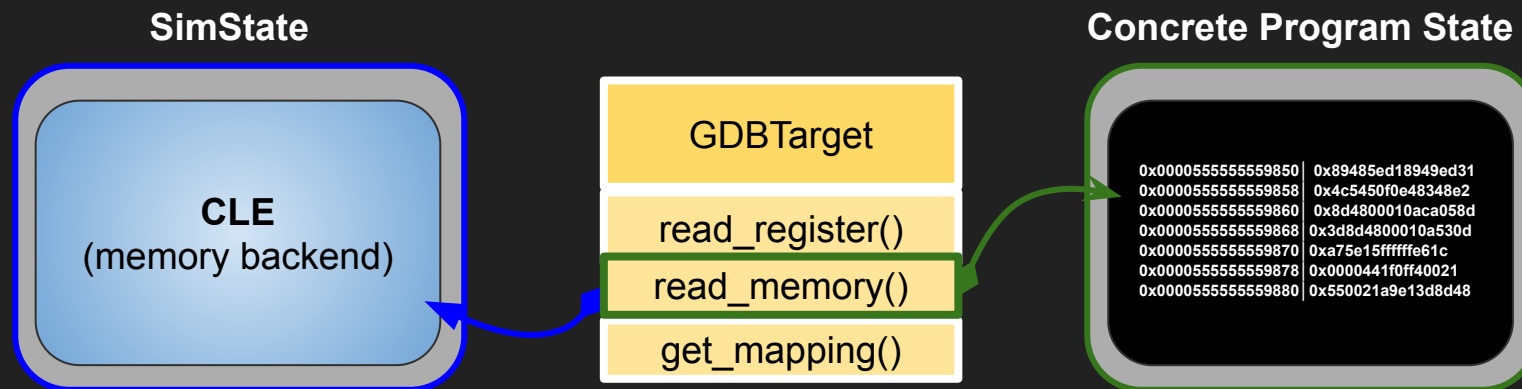 SimState
Concrete Program State
CLE
(memory backend)
GDBTarget
read_register()
read_memory()
get_mapping()
0x0000555555559850| 0x89485ed18949ed31
0x0000555555559858| 0x4c5450f0e48348e2
0x0000555555559860| 0x8d4800010aca058d
0x0000555555559868| 0x3d8d4800010a530d
0x0000555555559870| 0xa75e15ffffffe61c
0x0000555555559878| 0x0000441f0ff40021
0x0000555555559880| 0x550021a9e13d8d48